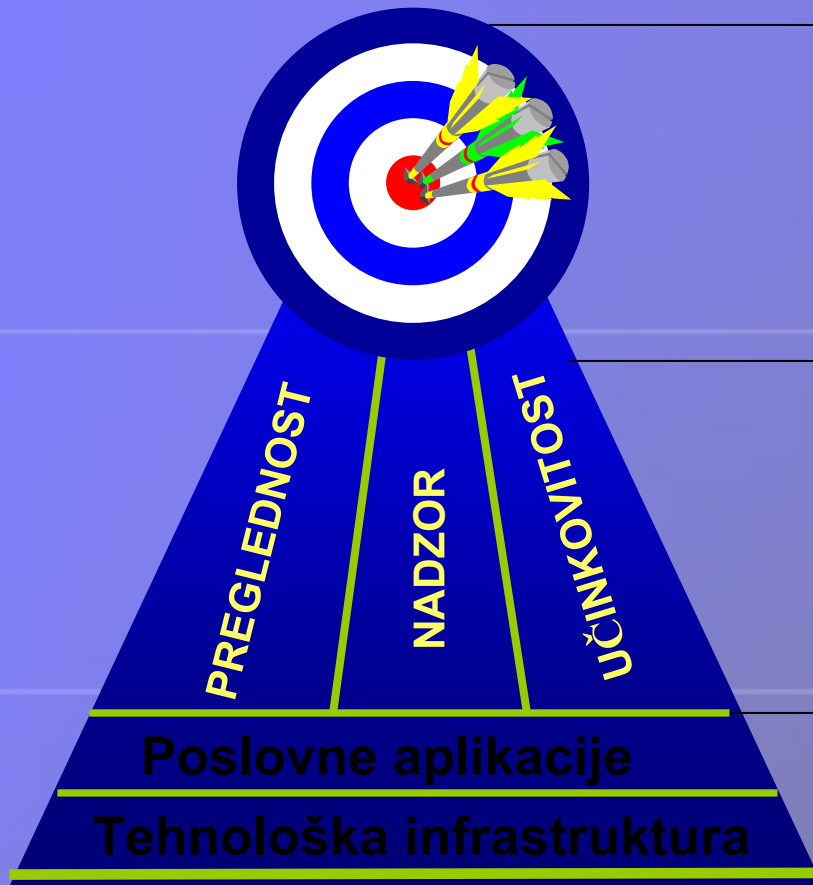 PREGLEDNOST
NADZOR
UČINKOVITOST
Poslovne aplikacije
Tehnološka infrastruktura